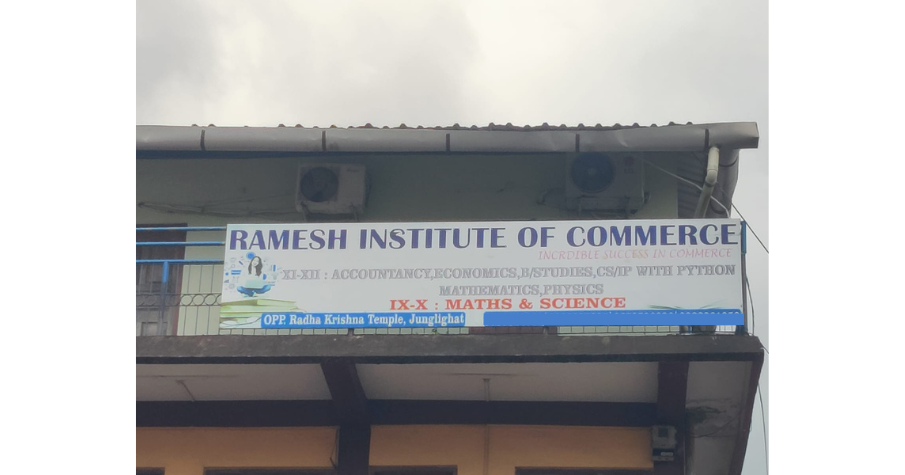 RAMESH INSTITUTE OF COMMERCE
INCREDIBLE SUCCESS IN COMMERCE
XI-XII : ACCOUNTANCY,ECONOMICS,B/STUDIES,CS/IP WITH PYTHON
MATHEMATICS,PHYSICS
IX-X : MATHS & SCIENCE
OPP. Radha Krishna Temple, Junglighat